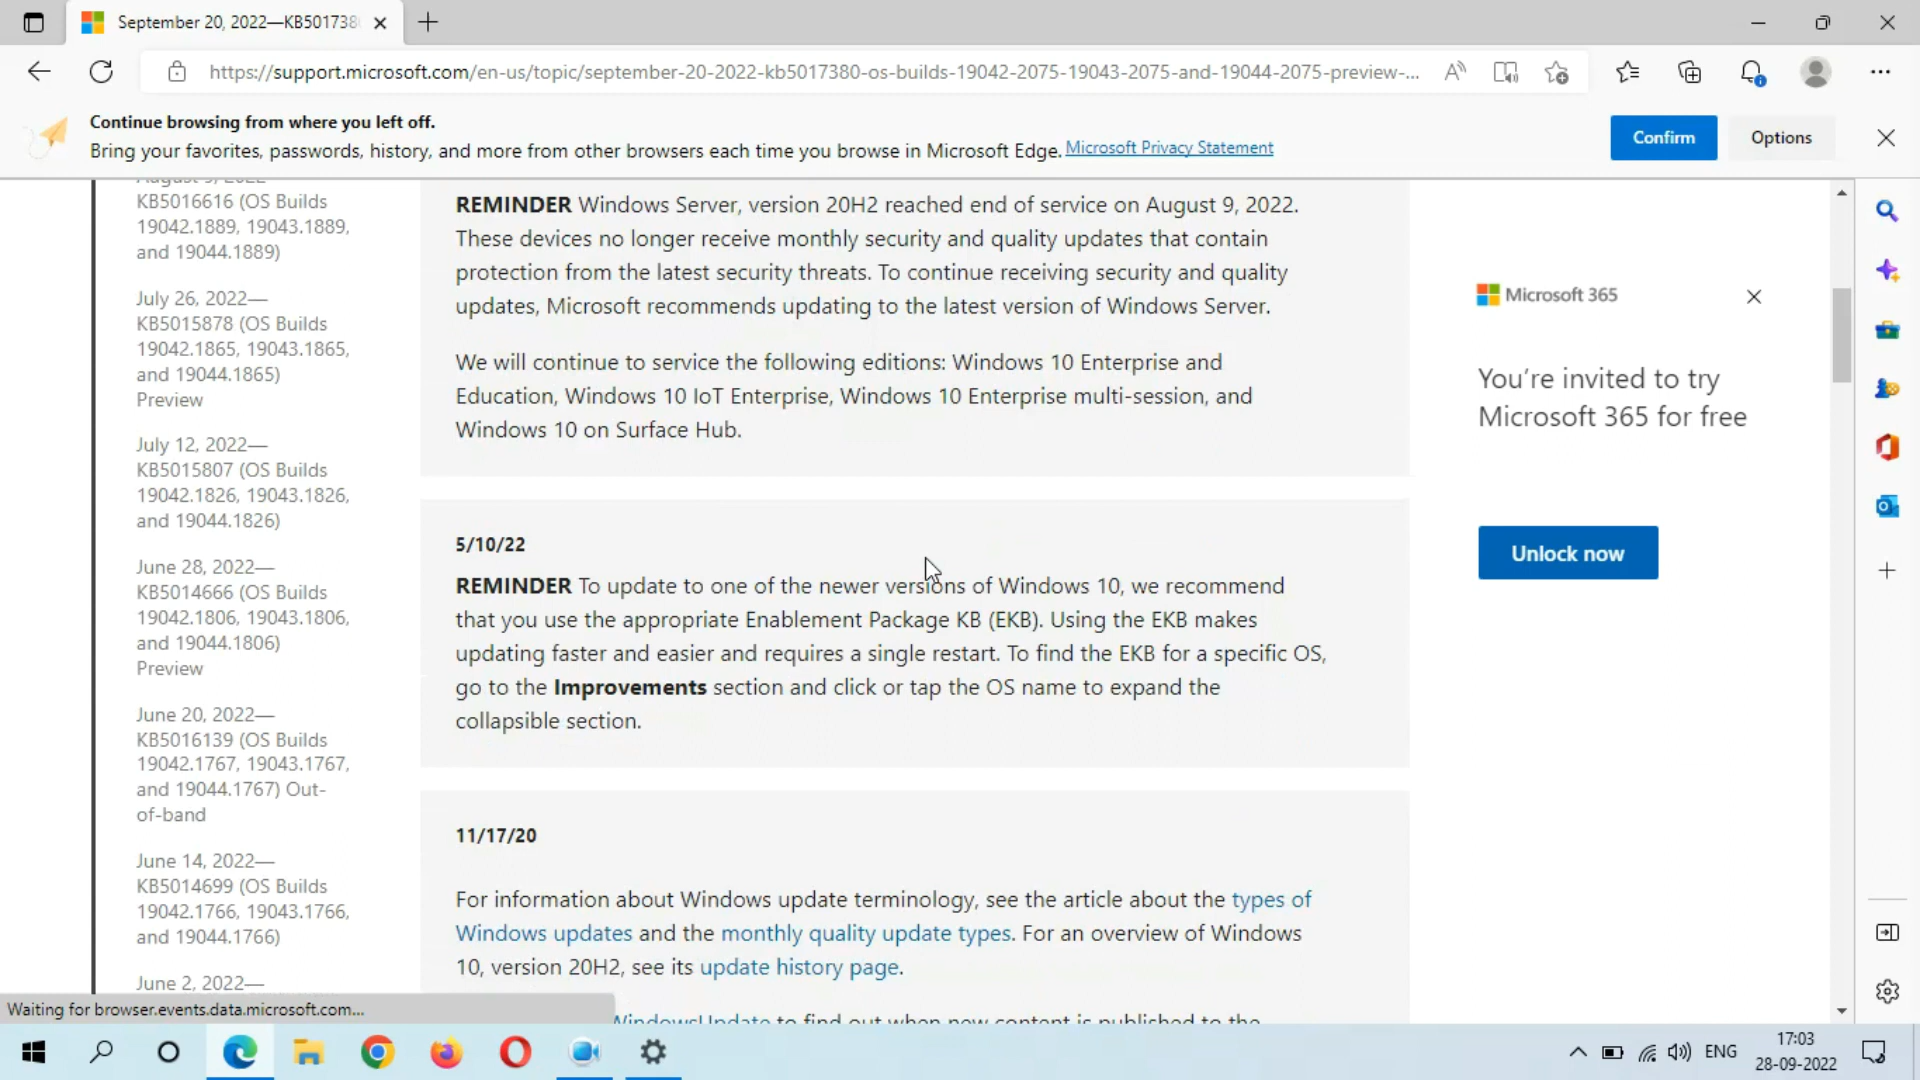 September 20, 2022—KB501738
https://support.microsoft.com/en-us/topic/september-20-2022-kb5017380-os-builds-19042-2075-19043-2075-and-19044-2075-preview-...
Continue browsing from where you left off.
Bring your favorites, passwords, history, and more from other browsers each time you browse in Microsoft Edge. Microsoft Privacy Statement
Confirm
Options
August 9, 2022—
KB5016616 (OS Builds
19042.1889, 19043.1889,
and 19044.1889)
July 26, 2022—
KB5015878 (OS Builds
19042.1865, 19043.1865,
and 19044.1865)
Preview
July 12, 2022—
KB5015807 (OS Builds
19042.1826, 19043.1826,
and 19044.1826)
June 28, 2022—
KB5014666 (OS Builds
19042.1806, 19043.1806,
and 19044.1806)
Preview
June 20, 2022—
KB5016139 (OS Builds
19042.1767, 19043.1767,
and 19044.1767) Out-
of-band
June 14, 2022—
KB5014699 (OS Builds
19042.1766, 19043.1766,
and 19044.1766)
June 2, 2022—
REMINDER Windows Server, version 20H2 reached end of service on August 9, 2022.
These devices no longer receive monthly security and quality updates that contain
protection from the latest security threats. To continue receiving security and quality
updates, Microsoft recommends updating to the latest version of Windows Server.
We will continue to service the following editions: Windows 10 Enterprise and
Education, Windows 10 IoT Enterprise, Windows 10 Enterprise multi-session, and
Windows 10 on Surface Hub.
5/10/22
REMINDER To update to one of the newer versions of Windows 10, we recommend
that you use the appropriate Enablement Package KB (EKB). Using the EKB makes
updating faster and easier and requires a single restart. To find the EKB for a specific OS,
go to the Improvements section and click or tap the OS name to expand the
collapsible section.
11/17/20
For information about Windows update terminology, see the article about the types of
Windows updates and the monthly quality update types. For an overview of Windows
10, version 20H2, see its update history page.
WindowsUpdate to find out when new content is published to the
Microsoft 365
You're invited to try
Microsoft 365 for free
Unlock now
Waiting for browser.events.data.microsoft.com...
ENG
17:03
28-09-2022